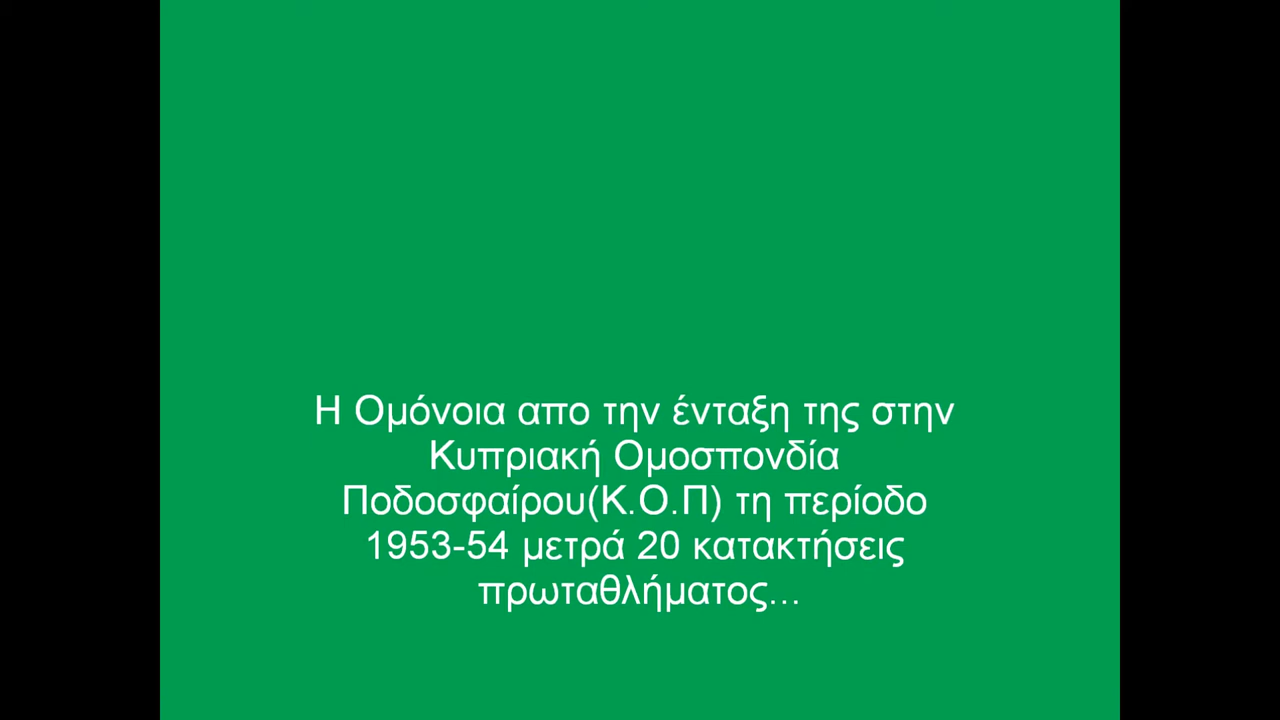 Η Ομόνοια απο την ένταξη της στην
Κυπριακή Ομοσπονδία
Ποδοσφαίρου(Κ.Ο.Π) τη περίοδο
1953-54 μετρά 20 κατακτήσεις
πρωταθλήματος...